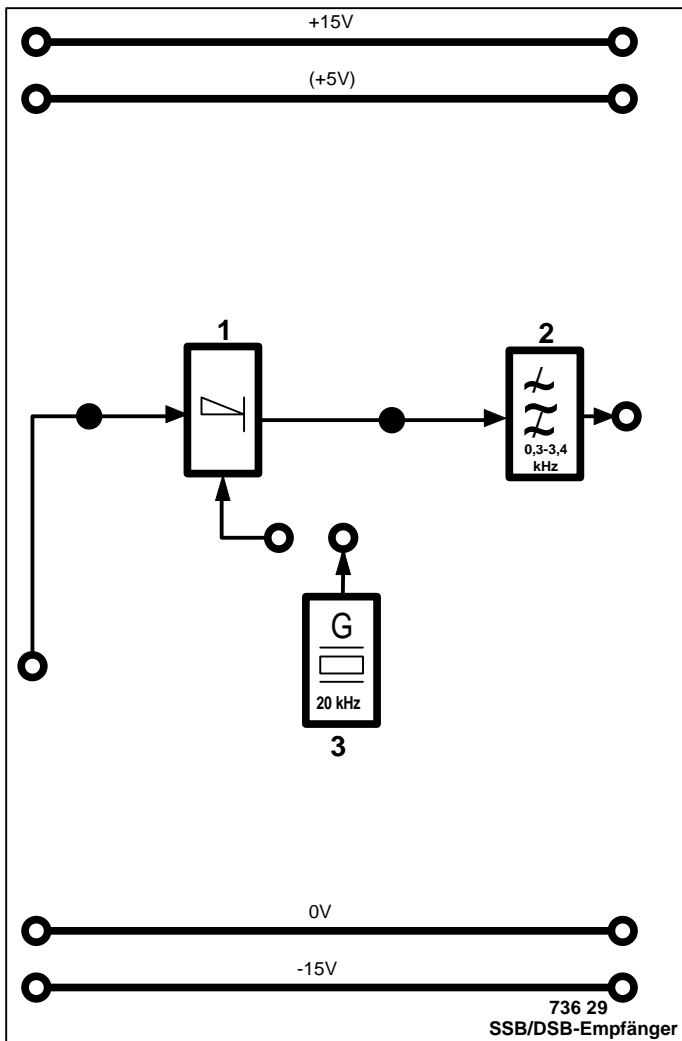 +15V
(+5V)
1
2
0,3-3,4
kHz
G
20 kHz
3
0V
-15V
736 29
SSB/DSB-Empfänger